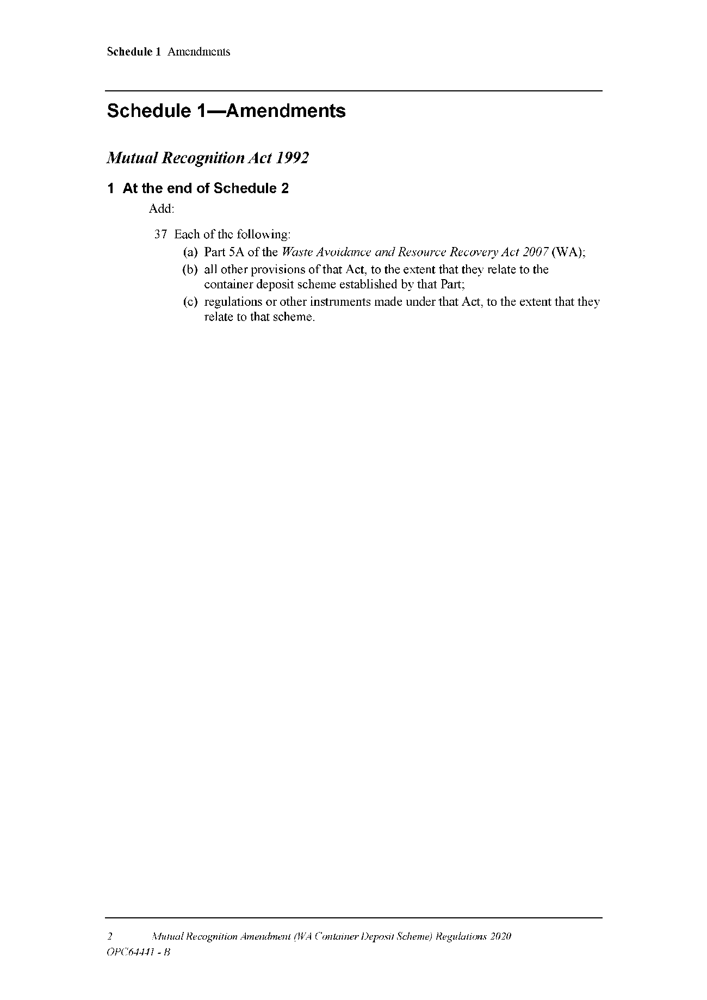 Schedule 1 Amendments
Schedule 1—Amendments
Mutual Recognition Act 1992
1 At the end of Schedule 2
Add:
37 Each of the following:
(a) Part 5A of the Waste Avoidance and Resource Recovery Act 2007 (WA);
(b) all other provisions of that Act, to the extent that they relate to the
container deposit scheme established by that Part;
(c) regulations or other instruments made under that Act, to the extent that they
relate to that scheme.
2 Mutual Recognition Amendment (WA Container Deposit Scheme) Regulations 2020
OPC64441 - B